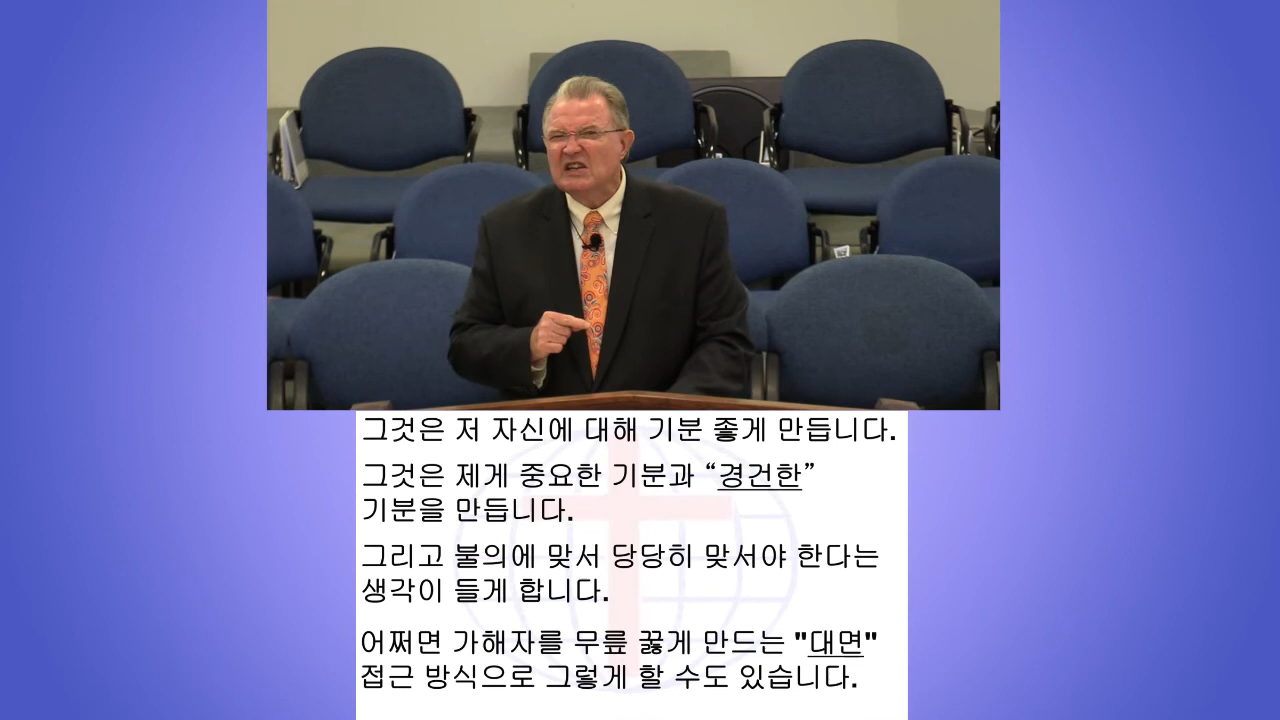 그것은 저 자신에 대해 기분 좋게 만듭니다.
그것은 제게 중요한 기분과 “경건한”
기분을 만듭니다.
그리고 불의에 맞서 당당히 맞서야 한다는
생각이 들게 합니다.
어쩌면 가해자를 무릎 꿇게 만드는 "대면"
접근 방식으로 그렇게 할 수도 있습니다.